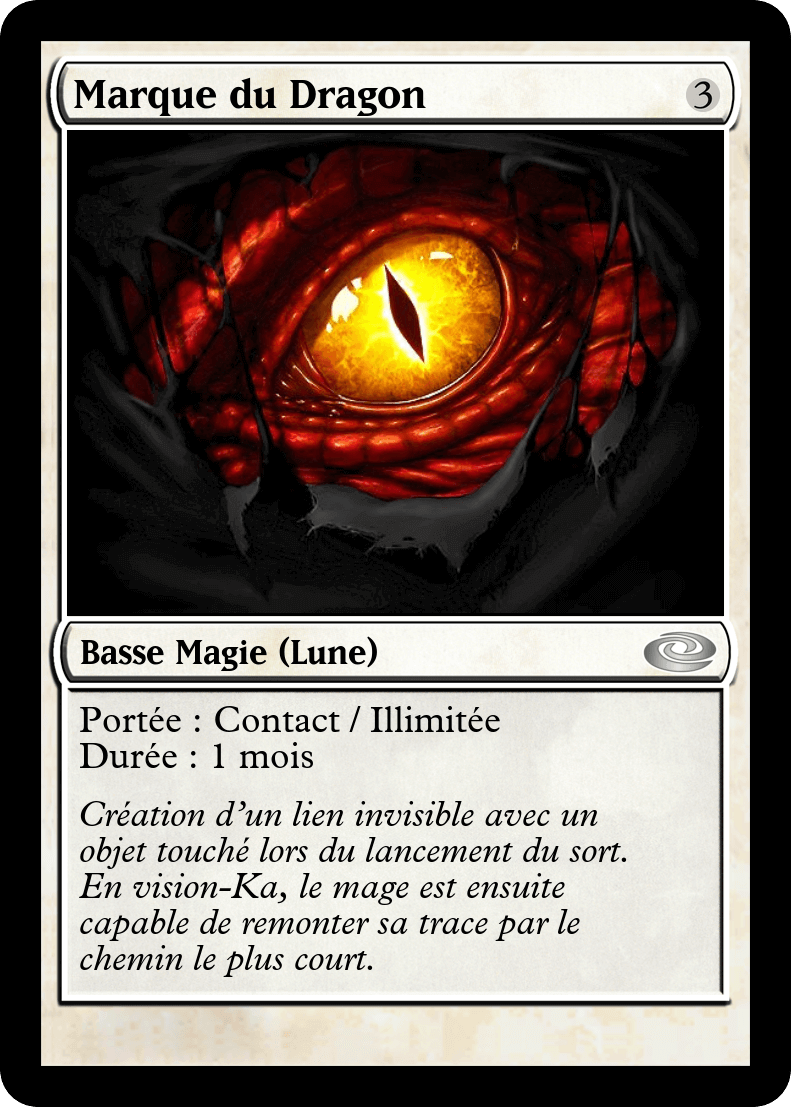 Marque du Dragon 3
Basse Magie (Lune)
Portée : Contact / Illimitée
Durée : 1 mois
Création d'un lien invisible avec un
objet touché lors du lancement du sort.
En vision-Ka, le mage est ensuite
capable de remonter sa trace par le
chemin le plus court.